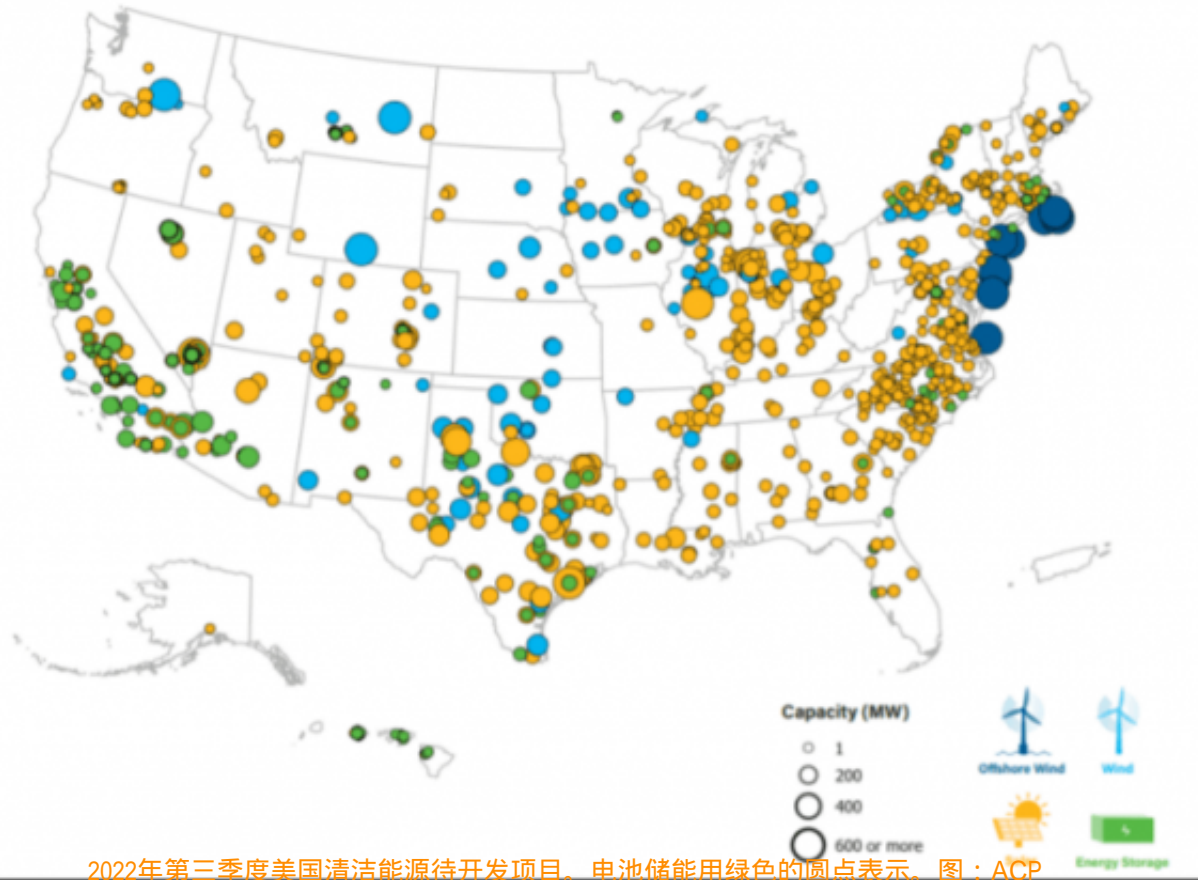 Capacity (MW)
1
200
400
600 or more
Offshore Wind
Wind
Solar
Energy Storage
2022年第三季度美国清洁能源待开发项目。电池储能用绿色的圆点表示。图：ACP